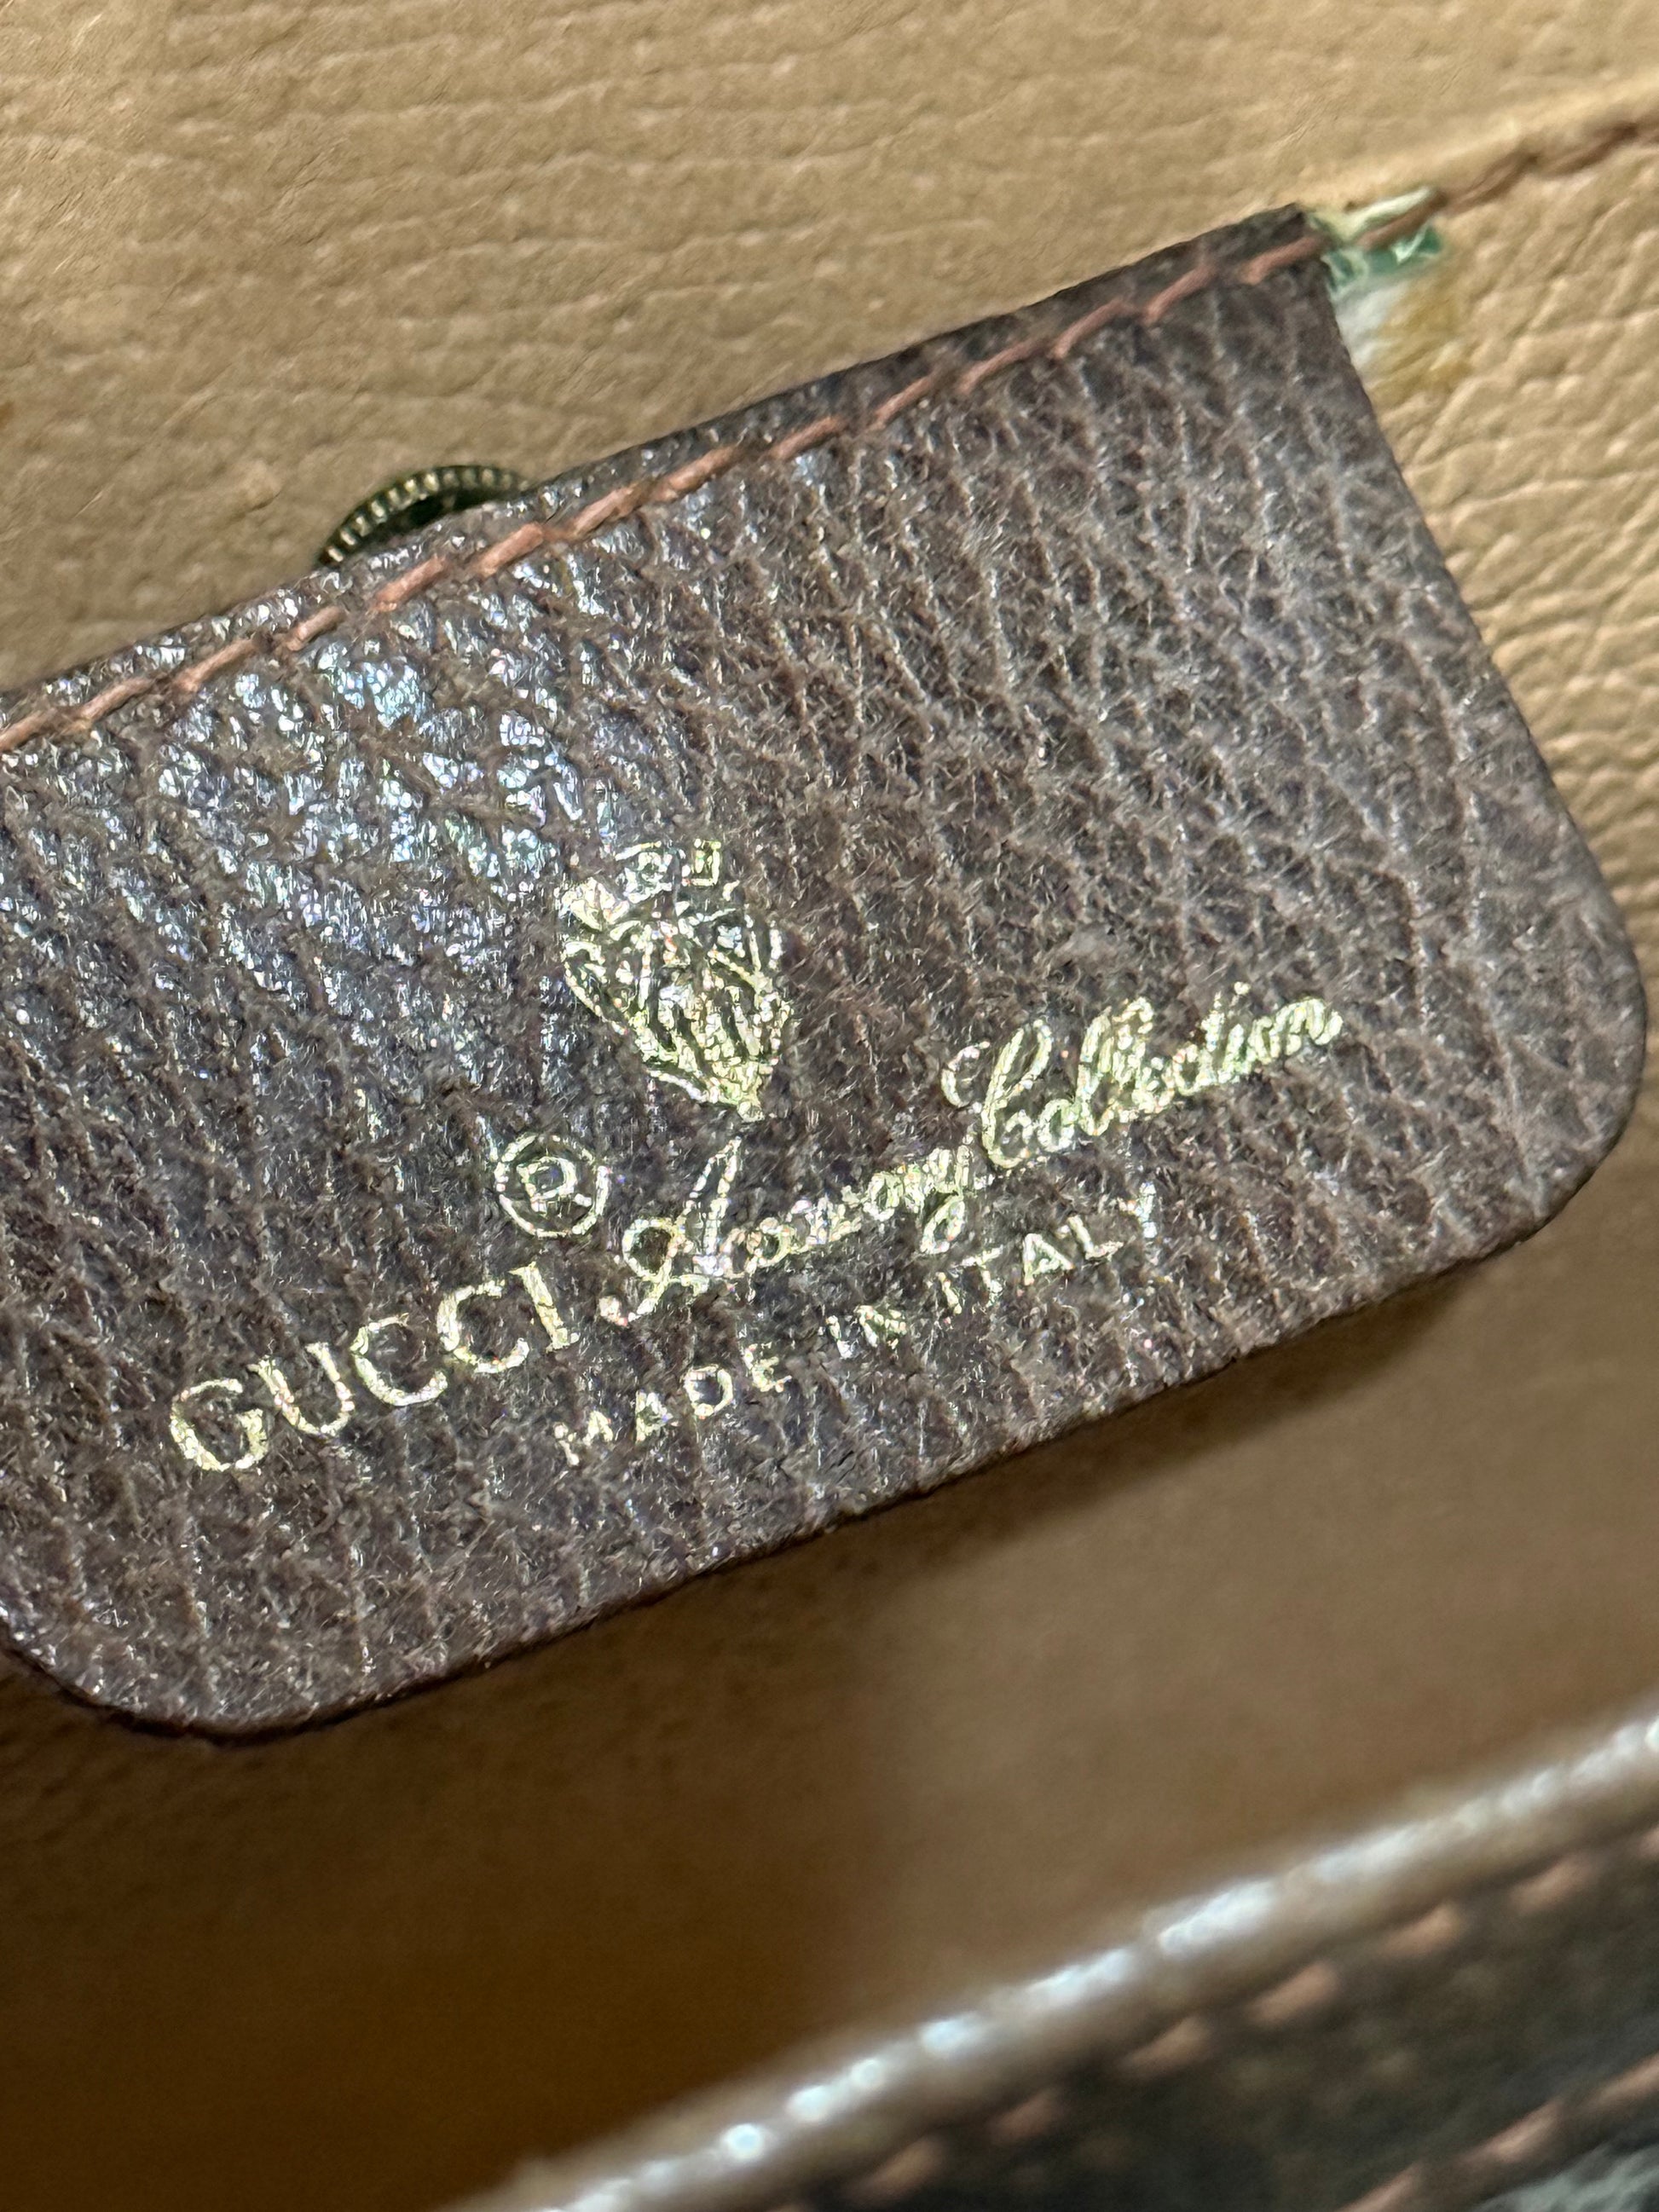 ®
GUCCI Accessory Collection
MADE IN ITALY